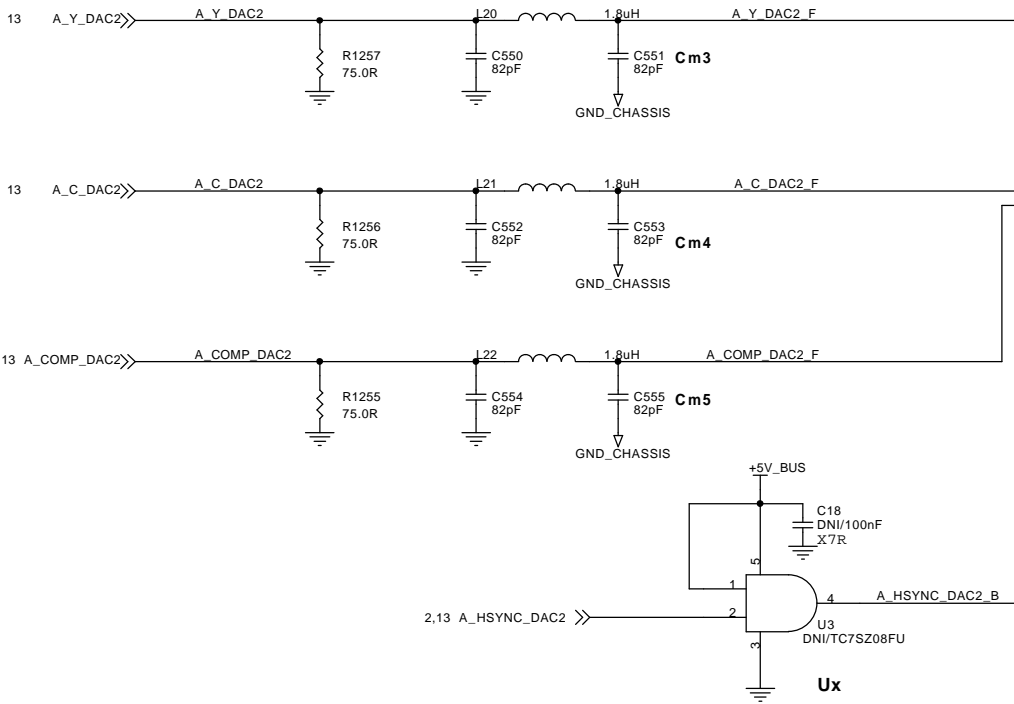 13 A_Y_DAC2 A_Y_DAC2 L20 1.8uH A_Y_DAC2_F
R1257
75.0R
C550
82pF
C551
82pF Cm3
GND_CHASSIS
13 A_C_DAC2 A_C_DAC2 L21 1.8uH A_C_DAC2_F
R1256
75.0R
C552
82pF
C553
82pF Cm4
GND_CHASSIS
13 A_COMP_DAC2 A_COMP_DAC2 L22 1.8uH A_COMP_DAC2_F
R1255
75.0R
C554
82pF
C555
82pF Cm5
GND_CHASSIS
+5V_BUS
C18
DNI/100nF
X7R
5
1
2,13 A_HSYNC_DAC2 2
4 A_HSYNC_DAC2_B
3
U3
DNI/TC7SZ08FU
Ux